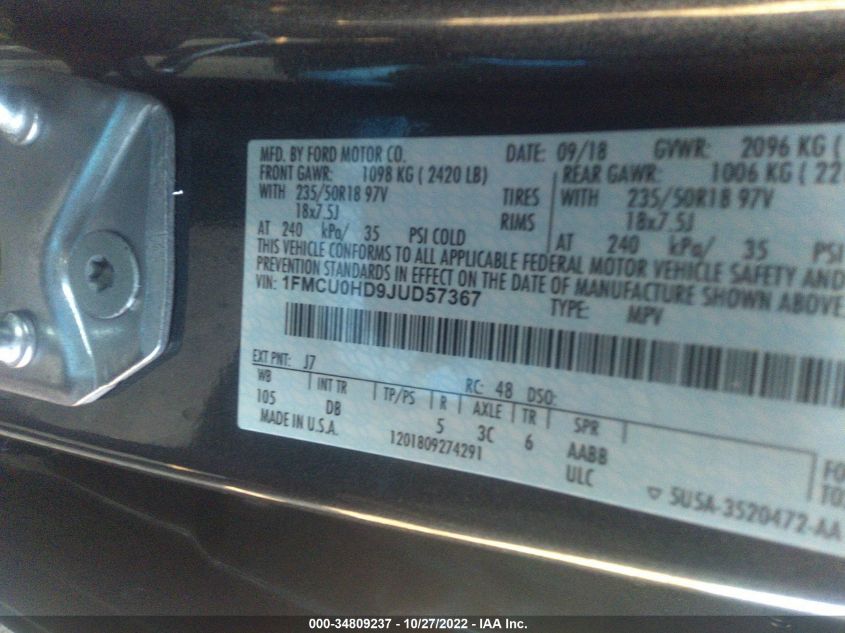 MFD. BY FORD MOTOR CO. DATE: 09/18 GVWR: 2096 KG (
FRONT GAWR: 1098 KG ( 2420 LB) REAR GAWR: 1006 KG ( 22
WITH 235/50R18 97V TIRES WITH 235/50R18 97V
18x7.5J RIMS 18x7.5J
AT 240 kPa/ 35 PSI COLD AT 240 kPa/ 35 PSI
THIS VEHICLE CONFORMS TO ALL APPLICABLE FEDERAL MOTOR VEHICLE SAFETY AND
PREVENTION STANDARDS IN EFFECT ON THE DATE OF MANUFACTURE SHOWN ABOVE
VIN: 1FMCU0HD9JUD57367 TYPE: MPV
EXT PNT: J7 RC: 48 DSO:
WB INT TR TP/PS R AXLE TR SPR
105 DB 5 3C 6 AABB
MADE IN U.S.A. 1201809274291 ULC
FO
TO
▽ 5U5A-3520472-AA
000-34809237 - 10/27/2022 - IAA Inc.